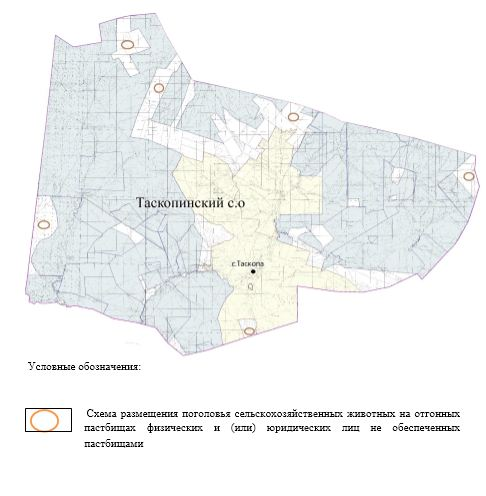 Таскопинский с.о
с.Таскопа
Условные обозначения:
Схема размещения поголовья сельскохозяйственных животных на отгонных
пастбищах физических и (или) юридических лиц не обеспеченных
пастбищами